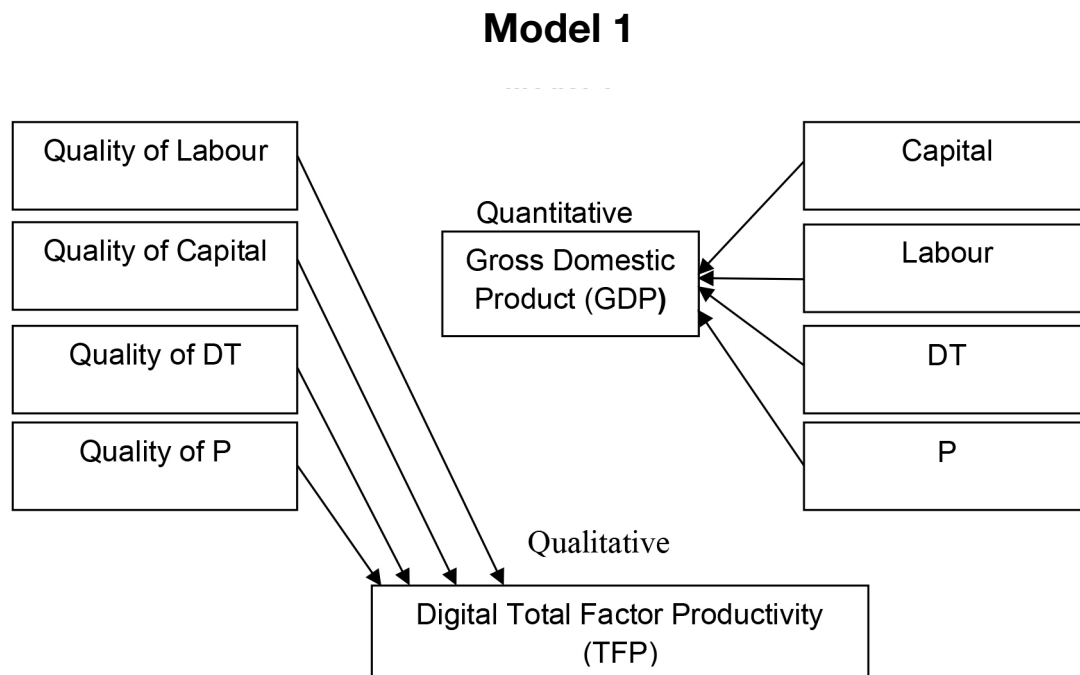 Model 1
Quality of Labour
Quality of Capital
Quality of DT
Quality of P
Quantitative
Gross Domestic
Product (GDP)
Capital
Labour
DT
P
Qualitative
Digital Total Factor Productivity
(TFP)